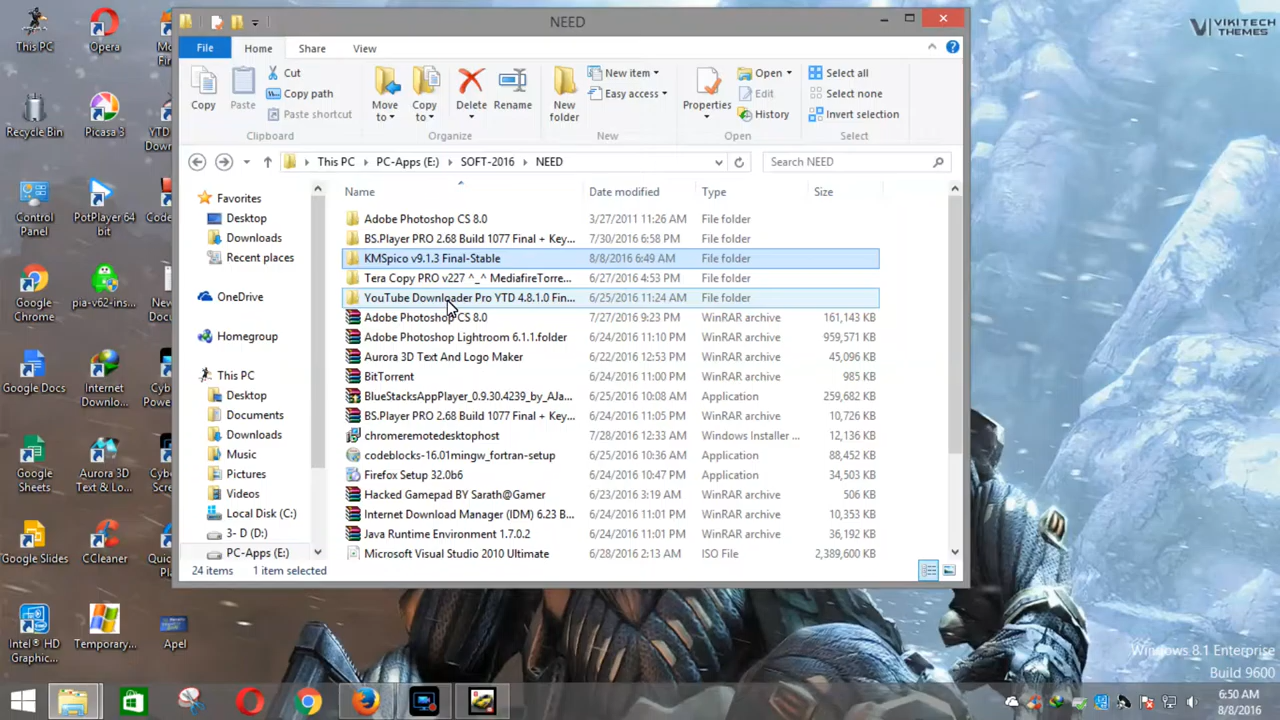 NEED
VIKITECH
THEMES
File Home Share View
Copy
Paste
Cut
Copy path
Paste shortcut
Clipboard
Move to
Copy to
Delete
Rename
Organize
New folder
New item
Easy access
New
Properties
Open
Edit
History
Open
Select all
Select none
Invert selection
Select
This PC PC-Apps (E:) SOFT-2016 NEED
Search NEED
Name Date modified Type Size
Adobe Photoshop CS 8.0 3/27/2011 11:26 AM File folder
BS.Player PRO 2.68 Build 1077 Final + Key... 7/30/2016 6:58 PM File folder
KMSpico v9.1.3 Final-Stable 8/8/2016 6:49 AM File folder
Tera Copy PRO v227 ^_^ MediafireTorre... 6/27/2016 4:53 PM File folder
YouTube Downloader Pro YTD 4.8.1.0 Fin... 6/25/2016 11:24 AM File folder
Adobe Photoshop CS 8.0 7/27/2016 9:23 PM WinRAR archive 161,143 KB
Adobe Photoshop Lightroom 6.1.1.folder 6/24/2016 11:10 PM WinRAR archive 959,571 KB
Aurora 3D Text And Logo Maker 6/22/2016 12:53 PM WinRAR archive 45,096 KB
BitTorrent 6/24/2016 11:00 PM WinRAR archive 985 KB
BlueStacksAppPlayer_0.9.30.4239_by_AJa... 6/25/2016 10:08 AM Application 259,682 KB
BS.Player PRO 2.68 Build 1077 Final + Key... 6/24/2016 11:05 PM WinRAR archive 10,726 KB
chromeremotedesktophost 7/28/2016 12:33 AM Windows Installer ... 12,136 KB
codeblocks-16.01mingw_fortran-setup 6/25/2016 10:36 AM Application 88,452 KB
Firefox Setup 32.0b6 6/24/2016 10:47 PM Application 34,503 KB
Hacked Gamepad BY Sarath@Gamer 6/23/2016 3:19 AM WinRAR archive 506 KB
Internet Download Manager (IDM) 6.23 B... 6/24/2016 11:01 PM WinRAR archive 10,353 KB
Java Runtime Environment 1.7.0.2 6/24/2016 11:01 PM WinRAR archive 36,192 KB
Microsoft Visual Studio 2010 Ultimate 6/28/2016 2:13 AM ISO File 2,389,600 KB
Favorites
Desktop
Downloads
Recent places
OneDrive
Homegroup
This PC
Desktop
Documents
Downloads
Music
Pictures
Videos
Local Disk (C:)
3- D (D:)
PC-Apps (E:)
24 items 1 item selected
This PC
Opera
Recycle Bin
Picasa 3
Control Panel
PotPlayer 64 bit
Google Chrome
pia-v62-ins...
Google Docs
Internet Downlo...
Google Sheets
Aurora 3D Text & Lo...
Google Slides
CCleaner
Intel® HD Graphic...
Temporary...
Apel
Windows 8.1 Enterprise
Build 9600
6:50 AM
8/8/2016